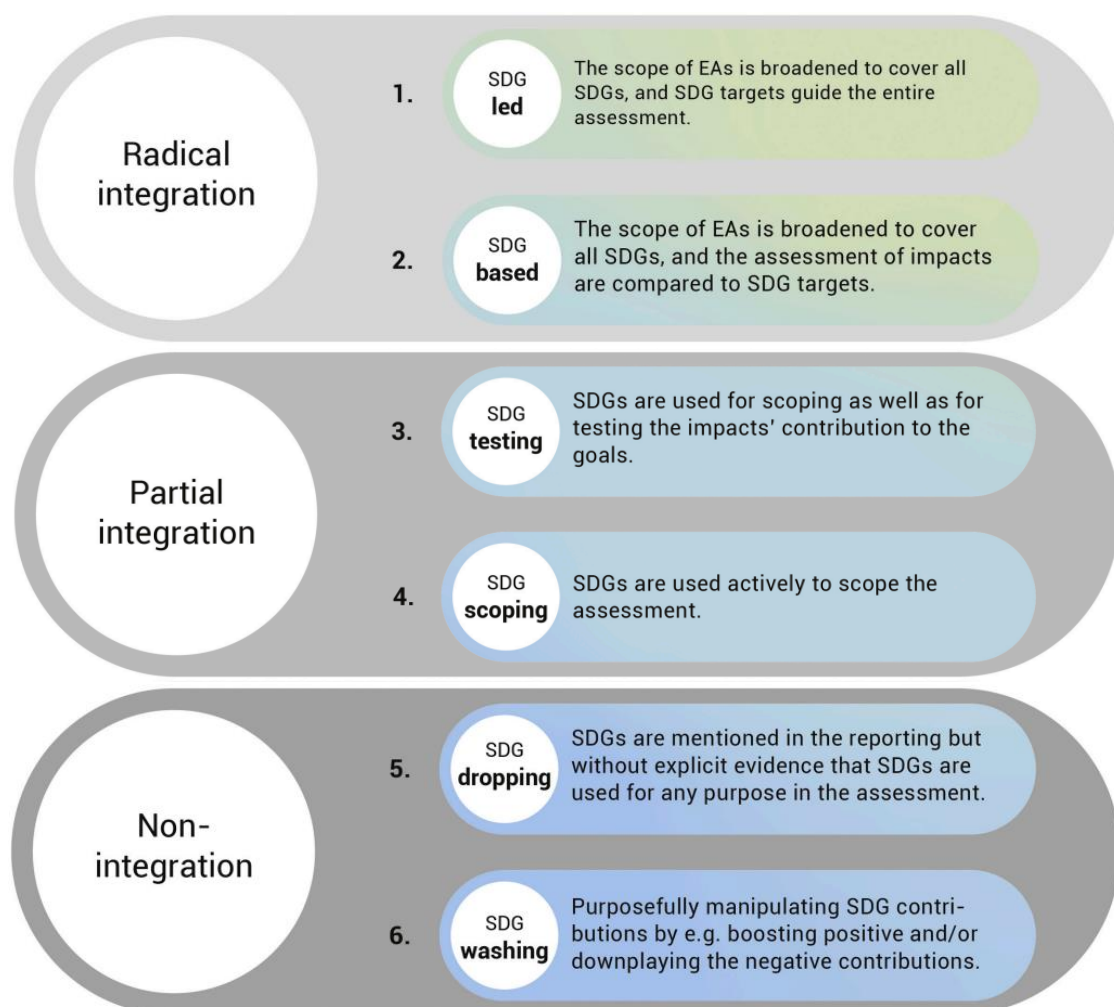 Radical
integration
1.
SDG
led
The scope of EAs is broadened to cover all
SDGs, and SDG targets guide the entire
assessment.
2.
SDG
based
The scope of EAs is broadened to cover
all SDGs, and the assessment of impacts
are compared to SDG targets.
Partial
integration
3.
SDG
testing
SDGs are used for scoping as well as for
testing the impacts' contribution to the
goals.
4.
SDG
scoping
SDGs are used actively to scope the
assessment.
Non-
integration
5.
SDG
dropping
SDGs are mentioned in the reporting but
without explicit evidence that SDGs are
used for any purpose in the assessment.
6.
SDG
washing
Purposefully manipulating SDG contri-
butions by e.g. boosting positive and/or
downplaying the negative contributions.